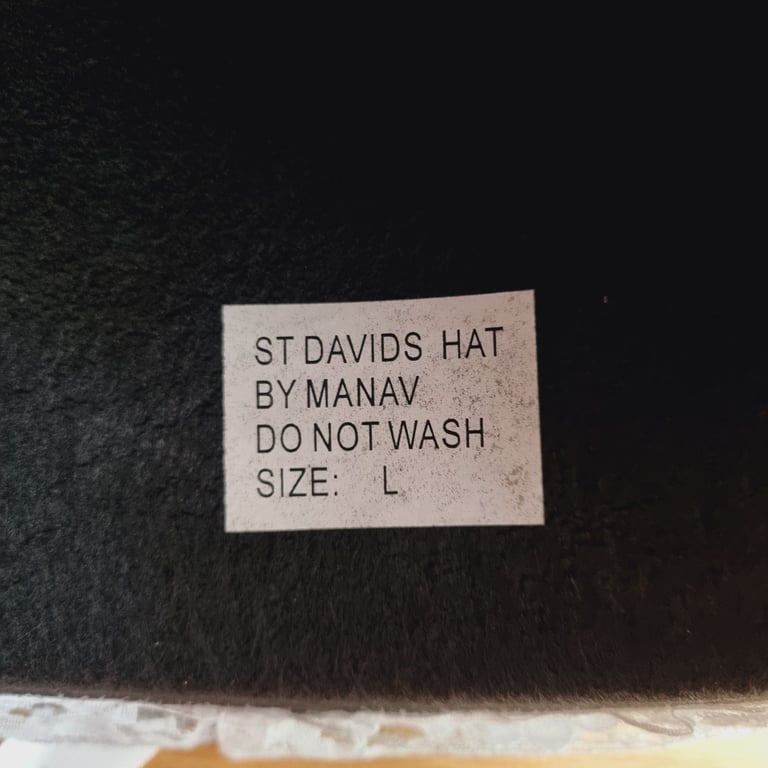 ST DAVIDS HAT
BY MANAV
DO NOT WASH
SIZE: L